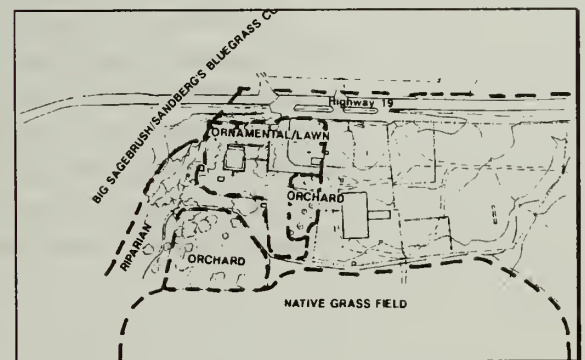 BIG SAGEBRUSH/SANDBERG'S BLUEGRASS
Highway 19
ORNAMENTAL/LAWN
ORCHARD
RIPARIAN
ORCHARD
NATIVE GRASS FIELD